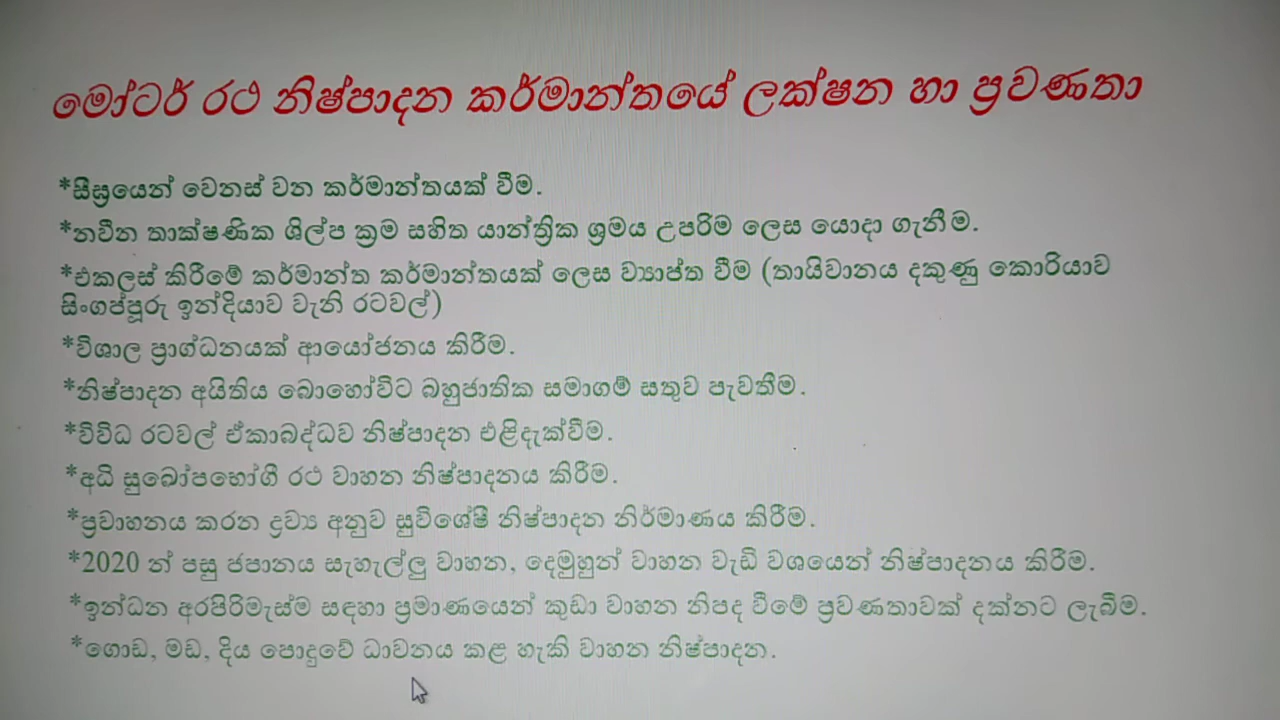 මෝටර් රථ නිෂ්පාදන කර්මාන්තයේ ලක්ෂන හා ප්‍රවණතා
*සීඝ්‍රයෙන් වෙනස් වන කර්මාන්තයක් වීම.
*නවීන තාක්ෂණික ශිල්ප ක්‍රම සහිත යාන්ත්‍රික ශ්‍රමය උපරිම ලෙස යොදා ගැනීම.
*එකලස් කිරීමේ කර්මාන්ත කර්මාන්තයක් ලෙස ව්‍යාප්ත වීම (තායිවානය දකුණු කොරියාව
සිංගප්පූරු ඉන්දියාව වැනි රටවල්)
*විශාල ප්‍රාග්ධනයක් ආයෝජනය කිරීම.
*නිෂ්පාදන අයිතිය බොහෝවිට බහුජාතික සමාගම් සතුව පැවතීම.
*විවිධ රටවල් ඒකාබද්ධව නිෂ්පාදන එළිදැක්වීම.
*අධි සුඛෝපභෝගී රථ වාහන නිෂ්පාදනය කිරීම.
*ප්‍රවාහනය කරන ද්‍රව්‍ය අනුව සුවිශේෂී නිෂ්පාදන නිර්මාණය කිරීම.
*2020 න් පසු ජපානය සැහැල්ලු වාහන, දෙමුහුන් වාහන වැඩි වශයෙන් නිෂ්පාදනය කිරීම.
*ඉන්ධන අරපිරිමැස්ම සඳහා ප්‍රමාණයෙන් කුඩා වාහන නිපද වීමේ ප්‍රවණතාවක් දක්නට ලැබීම.
*ගොඩ, මඩ, දිය පොදුවේ ධාවනය කළ හැකි වාහන නිෂ්පාදන.